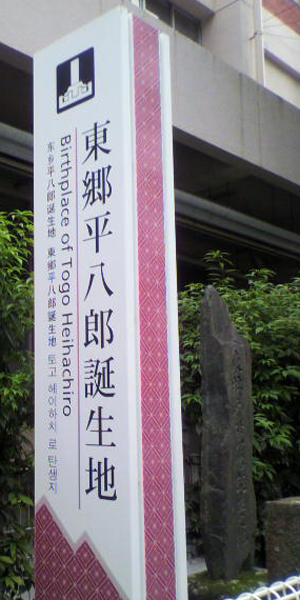 東郷平八郎誕生地
Birthplace of Togo Heihachiro
东乡平八郎诞生地 東鄉平八郎誕生地 토고 헤이하치 로 탄생지